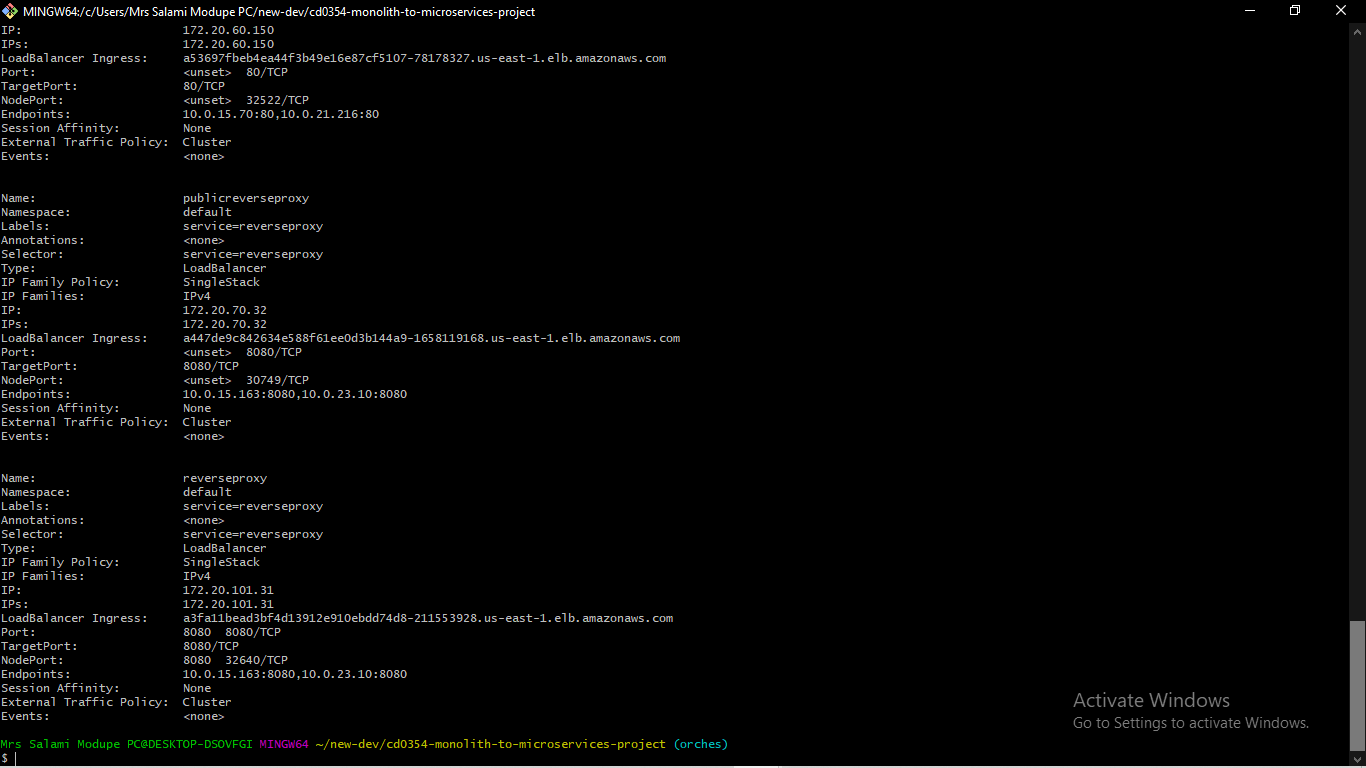 MINGW64:/c/Users/Mrs Salami Modupe PC/new-dev/cd0354-monolith-to-microservices-project
IP: 172.20.60.150
IPs: 172.20.60.150
LoadBalancer Ingress: a53697fbeb4ea44f3b49e16e87cf5107-78178327.us-east-1.elb.amazonaws.com
Port: <unset> 80/TCP
TargetPort: 80/TCP
NodePort: <unset> 32522/TCP
Endpoints: 10.0.15.70:80,10.0.21.216:80
Session Affinity: None
External Traffic Policy: Cluster
Events: <none>
Name: publicreverseproxy
Namespace: default
Labels: service=reverseproxy
Annotations: <none>
Selector: service=reverseproxy
Type: LoadBalancer
IP Family Policy: SingleStack
IP Families: IPv4
IP: 172.20.70.32
IPs: 172.20.70.32
LoadBalancer Ingress: a447de9c842634e588f61ee0d3b144a9-1658119168.us-east-1.elb.amazonaws.com
Port: <unset> 8080/TCP
TargetPort: 8080/TCP
NodePort: <unset> 30749/TCP
Endpoints: 10.0.15.163:8080,10.0.23.10:8080
Session Affinity: None
External Traffic Policy: Cluster
Events: <none>
Name: reverseproxy
Namespace: default
Labels: service=reverseproxy
Annotations: <none>
Selector: service=reverseproxy
Type: LoadBalancer
IP Family Policy: SingleStack
IP Families: IPv4
IP: 172.20.101.31
IPs: 172.20.101.31
LoadBalancer Ingress: a3fa11bead3bf4d13912e910ebdd74d8-211553928.us-east-1.elb.amazonaws.com
Port: 8080 8080/TCP
TargetPort: 8080/TCP
NodePort: 8080 32640/TCP
Endpoints: 10.0.15.163:8080,10.0.23.10:8080
Session Affinity: None
External Traffic Policy: Cluster
Events: <none>
Mrs Salami Modupe PC@DESKTOP-DSOVFGI MINGW64 ~/new-dev/cd0354-monolith-to-microservices-project (orches)
$
Activate Windows
Go to Settings to activate Windows.